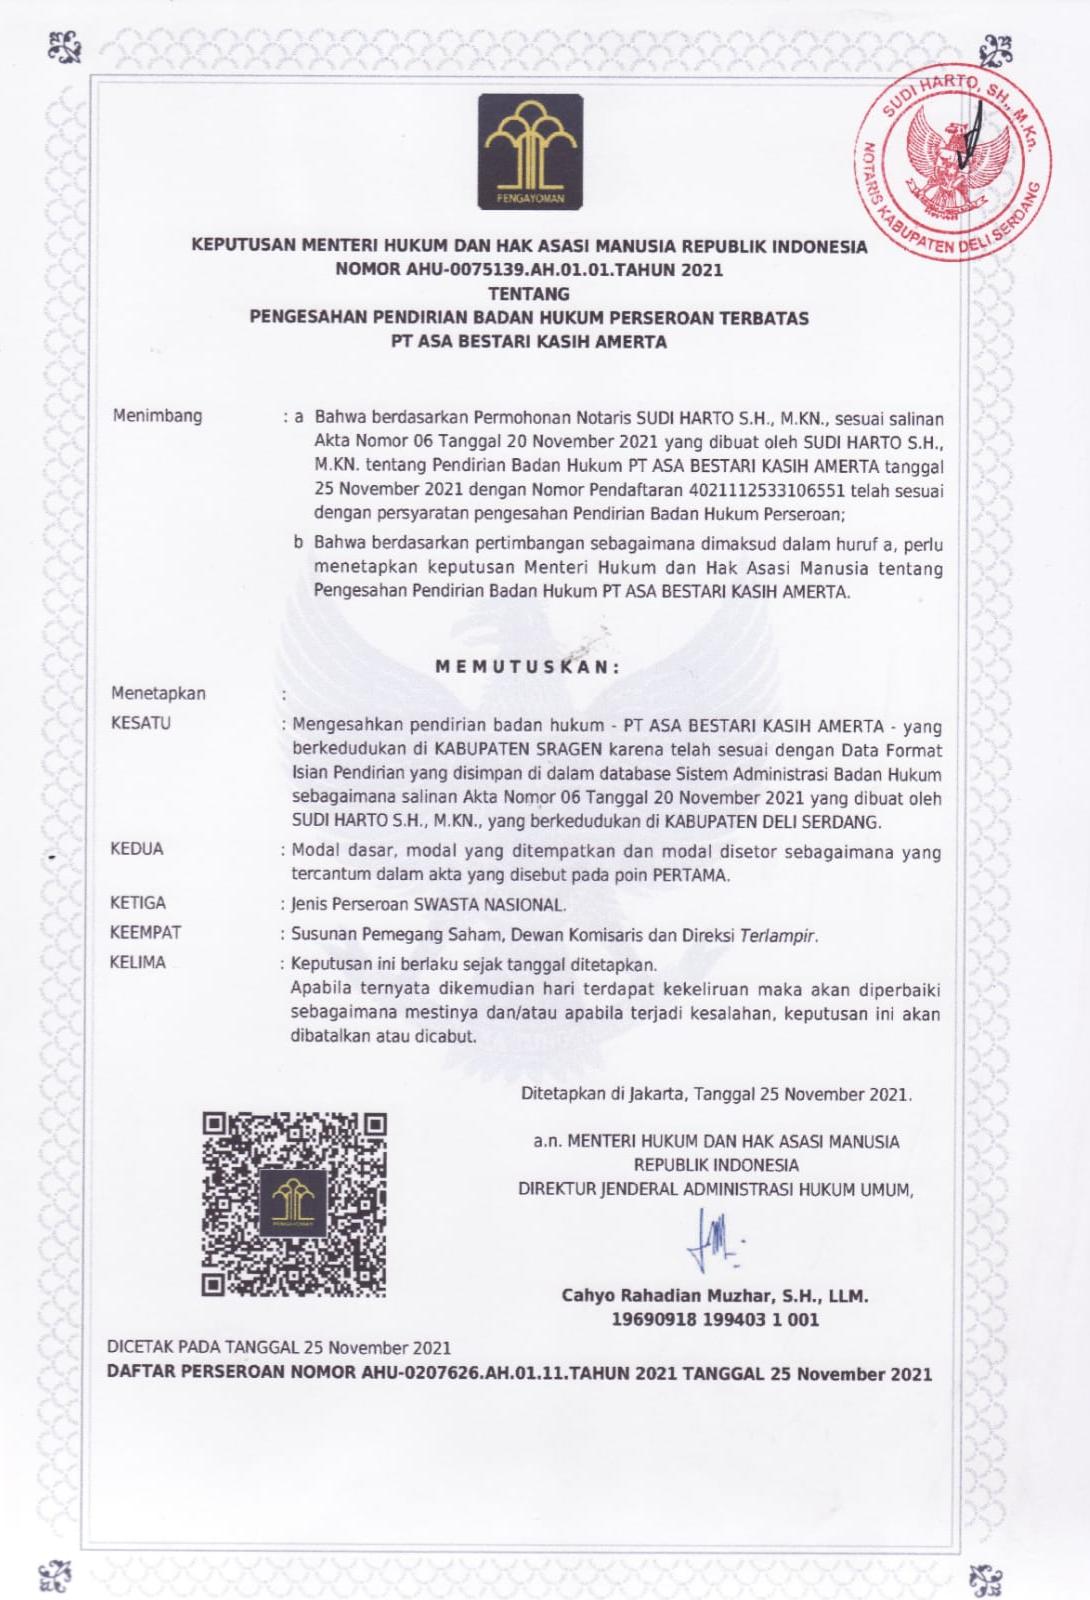 SUDI HARTO, SH., M.Kn.
NOTARIS KABUPATEN DELI SERDANG
PENGAYOMAN
KEPUTUSAN MENTERI HUKUM DAN HAK ASASI MANUSIA REPUBLIK INDONESIA
NOMOR AHU-0075139.AH.01.01.TAHUN 2021
TENTANG
PENGESAHAN PENDIRIAN BADAN HUKUM PERSEROAN TERBATAS
PT ASA BESTARI KASIH AMERTA
Menimbang : a Bahwa berdasarkan Permohonan Notaris SUDI HARTO S.H., M.KN., sesuai salinan
Akta Nomor 06 Tanggal 20 November 2021 yang dibuat oleh SUDI HARTO S.H.,
M.KN. tentang Pendirian Badan Hukum PT ASA BESTARI KASIH AMERTA tanggal
25 November 2021 dengan Nomor Pendaftaran 4021112533106551 telah sesuai
dengan persyaratan pengesahan Pendirian Badan Hukum Perseroan;
b Bahwa berdasarkan pertimbangan sebagaimana dimaksud dalam huruf a, perlu
menetapkan keputusan Menteri Hukum dan Hak Asasi Manusia tentang
Pengesahan Pendirian Badan Hukum PT ASA BESTARI KASIH AMERTA.
MEMUTUSKAN:
Menetapkan :
KESATU : Mengesahkan pendirian badan hukum - PT ASA BESTARI KASIH AMERTA - yang
berkedudukan di KABUPATEN SRAGEN karena telah sesuai dengan Data Format
Isian Pendirian yang disimpan di dalam database Sistem Administrasi Badan Hukum
sebagaimana salinan Akta Nomor 06 Tanggal 20 November 2021 yang dibuat oleh
SUDI HARTO S.H., M.KN., yang berkedudukan di KABUPATEN DELI SERDANG.
KEDUA : Modal dasar, modal yang ditempatkan dan modal disetor sebagaimana yang
tercantum dalam akta yang disebut pada poin PERTAMA.
KETIGA : Jenis Perseroan SWASTA NASIONAL.
KEEMPAT : Susunan Pemegang Saham, Dewan Komisaris dan Direksi Terlampir.
KELIMA : Keputusan ini berlaku sejak tanggal ditetapkan.
Apabila ternyata dikemudian hari terdapat kekeliruan maka akan diperbaiki
sebagaimana mestinya dan/atau apabila terjadi kesalahan, keputusan ini akan
dibatalkan atau dicabut.
Ditetapkan di Jakarta, Tanggal 25 November 2021.
a.n. MENTERI HUKUM DAN HAK ASASI MANUSIA
REPUBLIK INDONESIA
DIREKTUR JENDERAL ADMINISTRASI HUKUM UMUM,
PENGAYOMAN
Cahyo Rahadian Muzhar, S.H., LLM.
19690918 199403 1 001
DICETAK PADA TANGGAL 25 November 2021
DAFTAR PERSEROAN NOMOR AHU-0207626.AH.01.11.TAHUN 2021 TANGGAL 25 November 2021